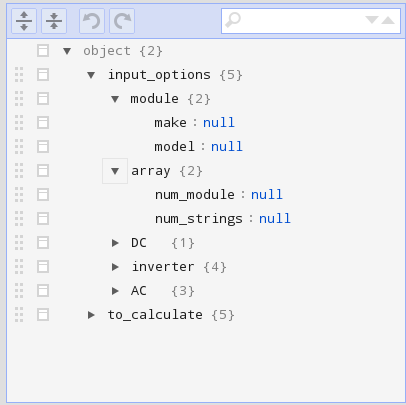 object {2}
input_options {5}
module {2}
make : null
model : null
array {2}
num_module : null
num_strings : null
DC {1}
inverter {4}
AC {3}
to_calculate {5}